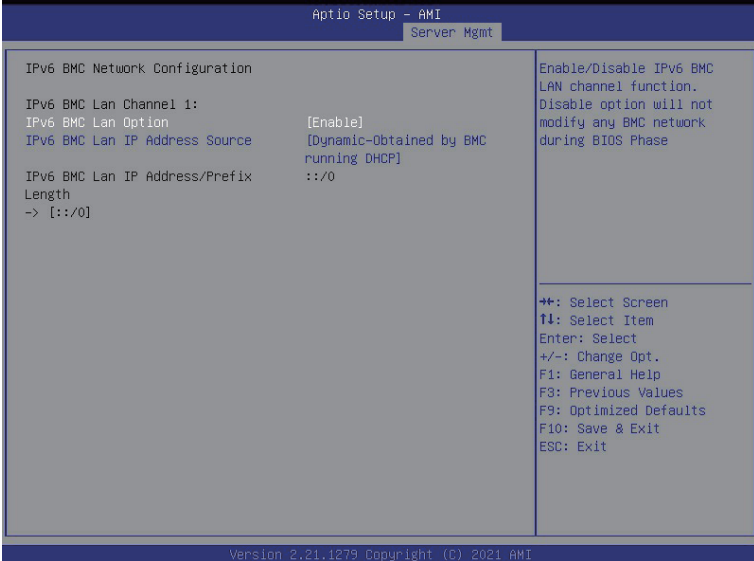 Aptio Setup – AMI
Server Mgmt
IPv6 BMC Network Configuration
IPv6 BMC Lan Channel 1:
IPv6 BMC Lan Option [Enable]
IPv6 BMC Lan IP Address Source [Dynamic-Obtained by BMC
running DHCP]
IPv6 BMC Lan IP Address/Prefix ::/0
Length
-> [::/0]
Enable/Disable IPv6 BMC
LAN channel function.
Disable option will not
modify any BMC network
during BIOS Phase
→←: Select Screen
↑↓: Select Item
Enter: Select
+/-: Change Opt.
F1: General Help
F3: Previous Values
F9: Optimized Defaults
F10: Save & Exit
ESC: Exit
Version 2.21.1279 Copyright (C) 2021 AMI